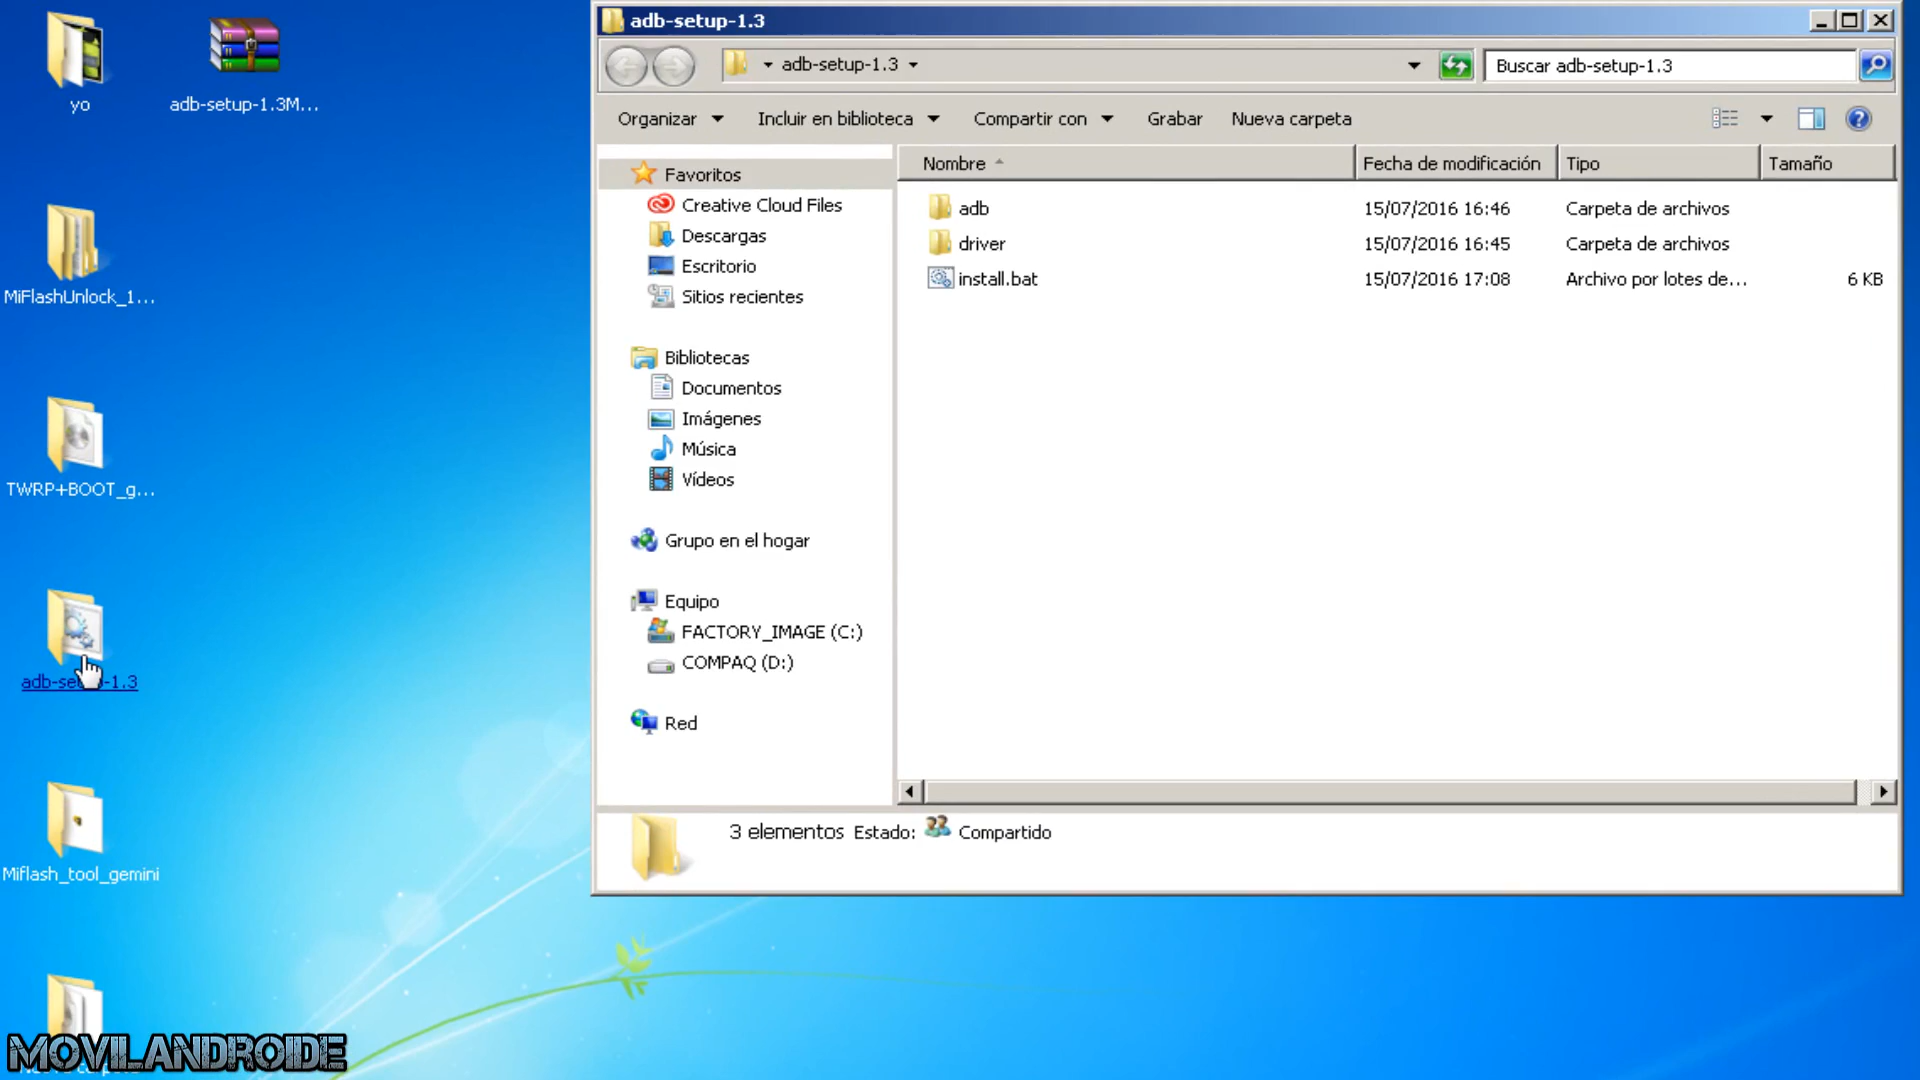 yo
adb-setup-1.3M...
MiFlashUnlock_1...
TWRP+BOOT_g...
Miflash_tool_gemini
MOVILANDROIDE
adb-setup-1.3
adb-setup-1.3
Buscar adb-setup-1.3
Organizar
Incluir en biblioteca
Compartir con
Grabar
Nueva carpeta
Favoritos
Creative Cloud Files
Descargas
Escritorio
Sitios recientes
Bibliotecas
Documentos
Imágenes
Música
Vídeos
Grupo en el hogar
Equipo
FACTORY_IMAGE (C:)
COMPAQ (D:)
Red
Nombre Fecha de modificación Tipo Tamaño
adb 15/07/2016 16:46 Carpeta de archivos
driver 15/07/2016 16:45 Carpeta de archivos
install.bat 15/07/2016 17:08 Archivo por lotes de... 6 KB
3 elementos Estado: Compartido